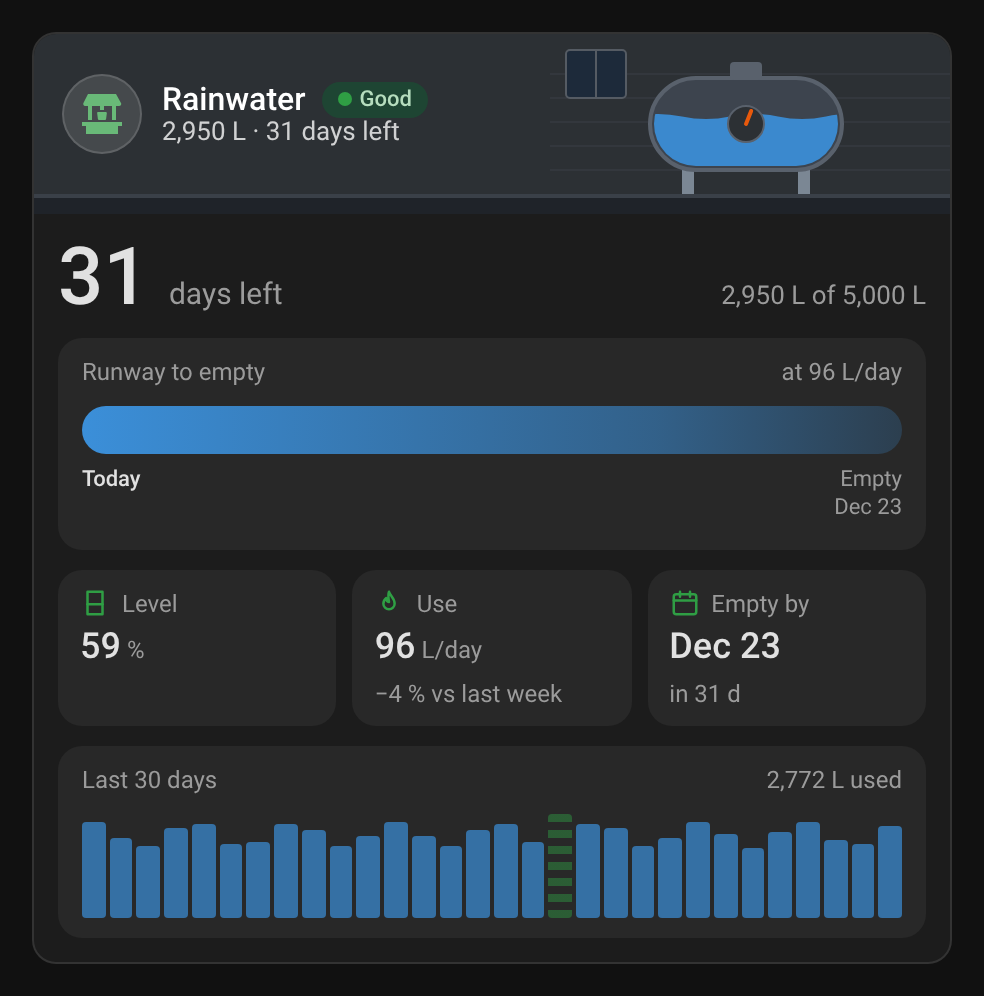 Rainwater Good
2,950 L · 31 days left
31 days left 2,950 L of 5,000 L
Runway to empty at 96 L/day
Today Empty
Dec 23
Level
59 %
Use
96 L/day
−4 % vs last week
Empty by
Dec 23
in 31 d
Last 30 days 2,772 L used